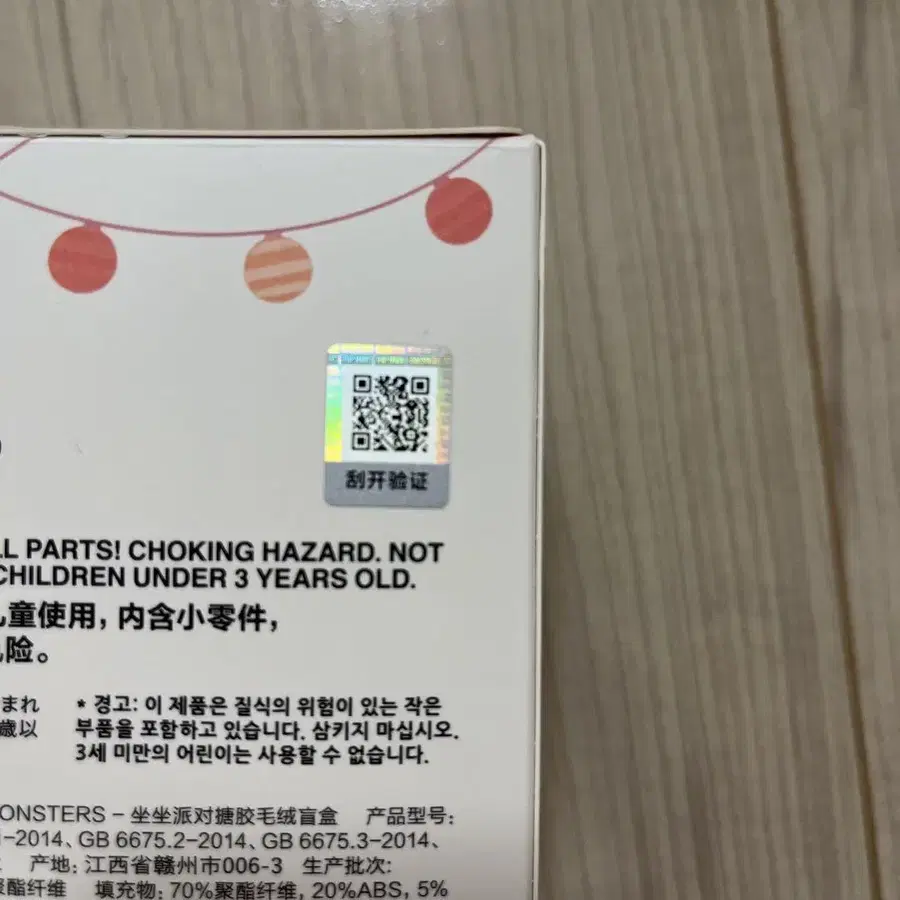 刮开验证
PARTS! CHOKING HAZARD. NOT
CHILDREN UNDER 3 YEARS OLD.
童使用，内含小零件，
险。
まれ
歳以
* 경고: 이 제품은 질식의 위험이 있는 작은
부품을 포함하고 있습니다. 삼키지 마십시오.
3세 미만의 어린이는 사용할 수 없습니다.
ONSTERS – 坐坐派对搪胶毛绒盲盒 产品型号:
-2014、GB 6675.2-2014、GB 6675.3-2014、
产地: 江西省赣州市006-3 生产批次:
聚酯纤维 填充物: 70%聚酯纤维, 20%ABS, 5%